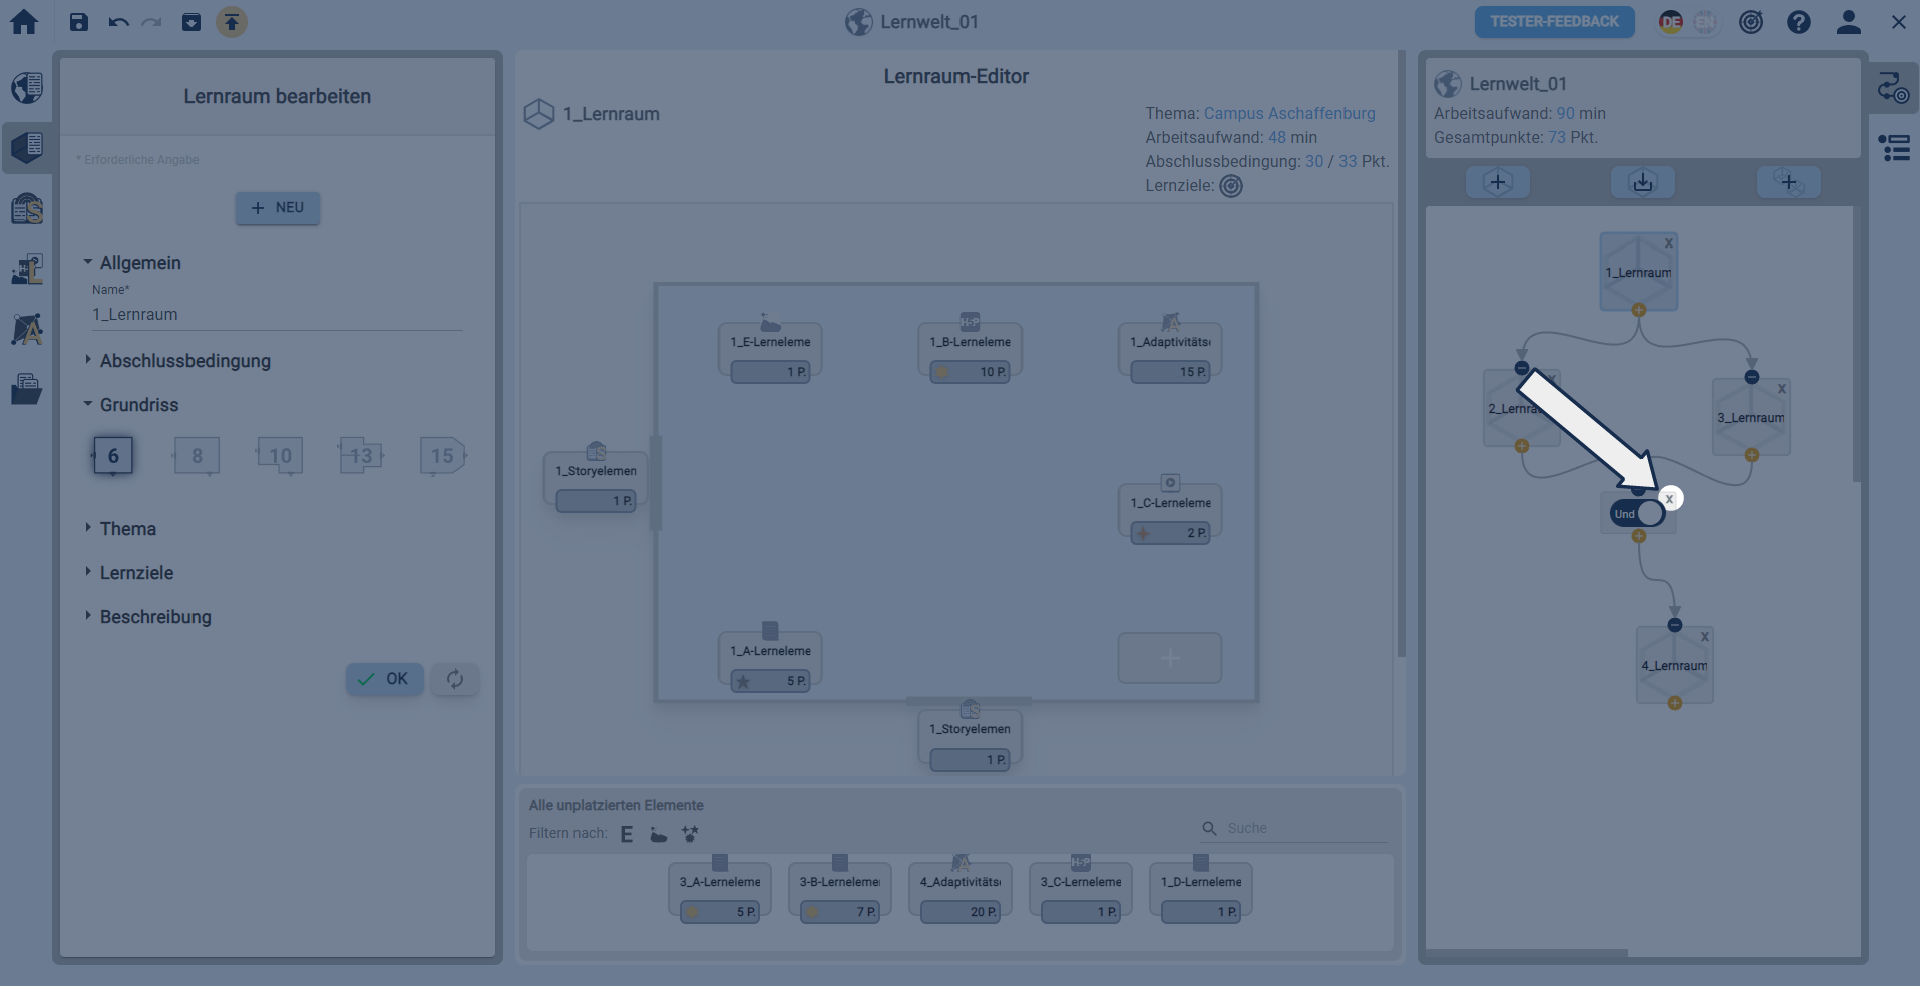 Lernwelt_01
TESTER-FEEDBACK
DE
EN
Lernraum bearbeiten
* Erforderliche Angabe
NEU
Allgemein
Name*
1_Lernraum
Abschlussbedingung
Grundriss
6
8
10
13
15
Thema
Lernziele
Beschreibung
OK
Lernraum-Editor
1_Lernraum
Thema: Campus Aschaffenburg
Arbeitsaufwand: 48 min
Abschlussbedingung: 30 / 33 Pkt.
Lernziele:
1_E-Lerneleme
1 P.
H-P
1_B-Lerneleme
10 P.
1_Adaptivitäts
15 P.
1_Storyelemen
1 P.
1_C-Lerneleme
2 P.
1_A-Lerneleme
5 P.
1_Storyelemen
1 P.
Alle unplatzierten Elemente
Filtern nach:
E
Suche
3_A-Lerneleme
5 P.
3-B-Lerneleme
7 P.
4_Adaptivitäts
20 P.
H-P
3_C-Lerneleme
1 P.
1_D-Lerneleme
1 P.
Lernwelt_01
Arbeitsaufwand: 90 min
Gesamtpunkte: 73 Pkt.
X
1_Lernraum
2_Lernra
X
3_Lernraum
X
Und
X
4_Lernraum